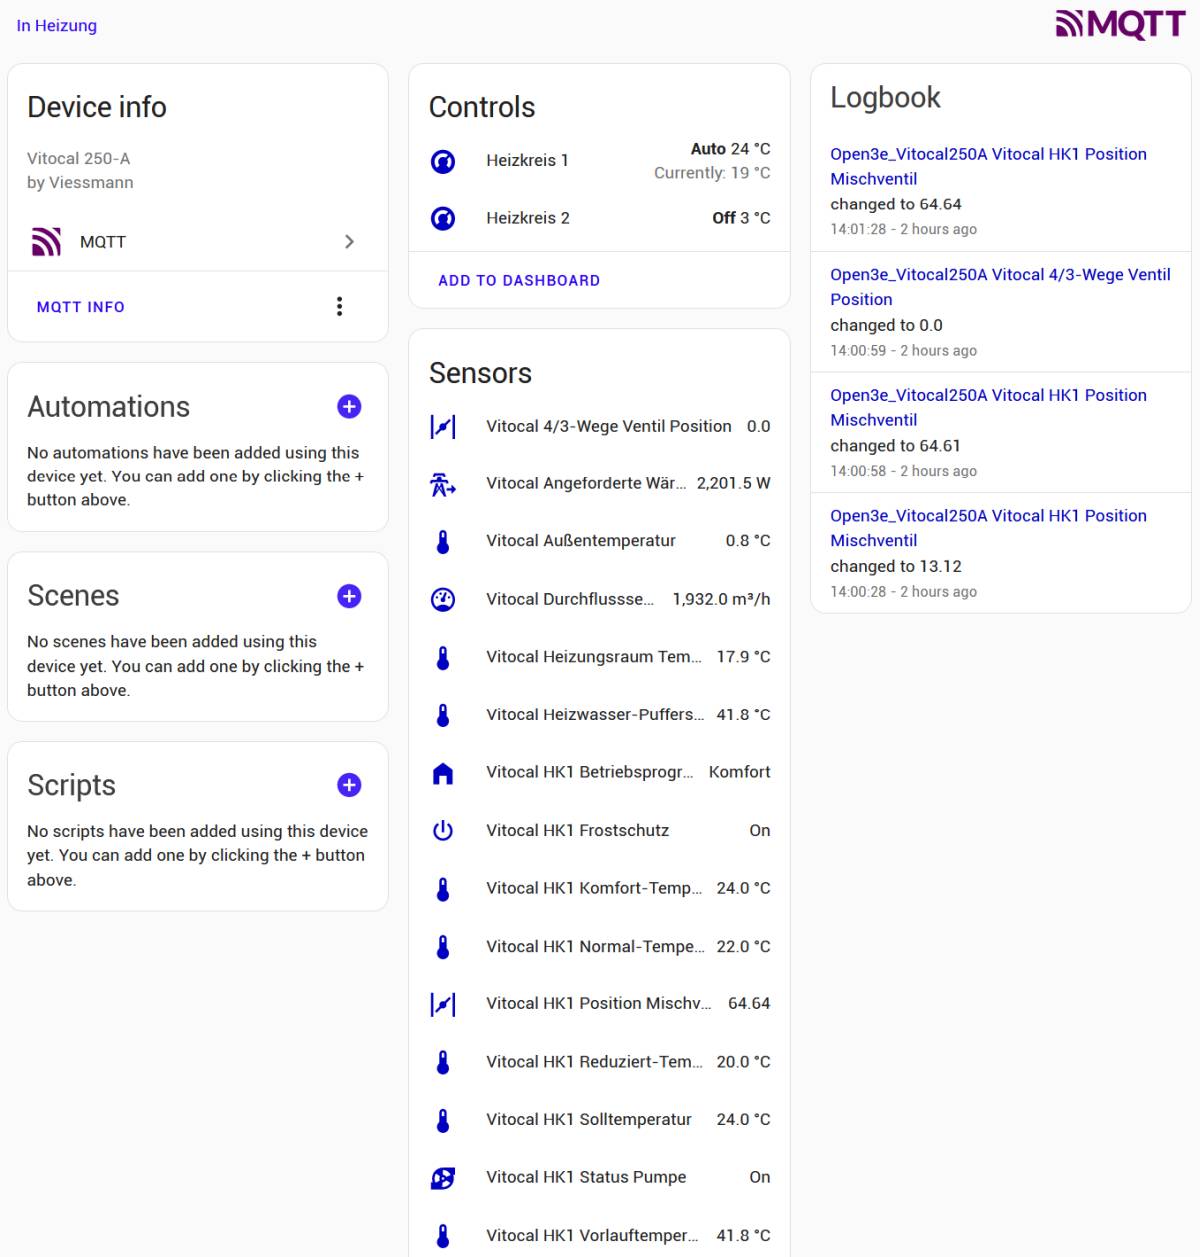 In Heizung
MQTT
Device info
Vitocal 250-A
by Viessmann
MQTT
MQTT INFO
Automations
No automations have been added using this
device yet. You can add one by clicking the +
button above.
Scenes
No scenes have been added using this
device yet. You can add one by clicking the +
button above.
Scripts
No scripts have been added using this device
yet. You can add one by clicking the + button
above.
Controls
Heizkreis 1 Auto 24 °C
Currently: 19 °C
Heizkreis 2 Off 3 °C
ADD TO DASHBOARD
Sensors
Vitocal 4/3-Wege Ventil Position 0.0
Vitocal Angeforderte Wär... 2,201.5 W
Vitocal Außentemperatur 0.8 °C
Vitocal Durchflussse... 1,932.0 m³/h
Vitocal Heizungsraum Tem... 17.9 °C
Vitocal Heizwasser-Puffers... 41.8 °C
Vitocal HK1 Betriebsprogr... Komfort
Vitocal HK1 Frostschutz On
Vitocal HK1 Komfort-Temp... 24.0 °C
Vitocal HK1 Normal-Tempe... 22.0 °C
Vitocal HK1 Position Mischv... 64.64
Vitocal HK1 Reduziert-Tem... 20.0 °C
Vitocal HK1 Solltemperatur 24.0 °C
Vitocal HK1 Status Pumpe On
Vitocal HK1 Vorlauftemper... 41.8 °C
Logbook
Open3e_Vitocal250A Vitocal HK1 Position
Mischventil
changed to 64.64
14:01:28 - 2 hours ago
Open3e_Vitocal250A Vitocal 4/3-Wege Ventil
Position
changed to 0.0
14:00:59 - 2 hours ago
Open3e_Vitocal250A Vitocal HK1 Position
Mischventil
changed to 64.61
14:00:58 - 2 hours ago
Open3e_Vitocal250A Vitocal HK1 Position
Mischventil
changed to 13.12
14:00:28 - 2 hours ago